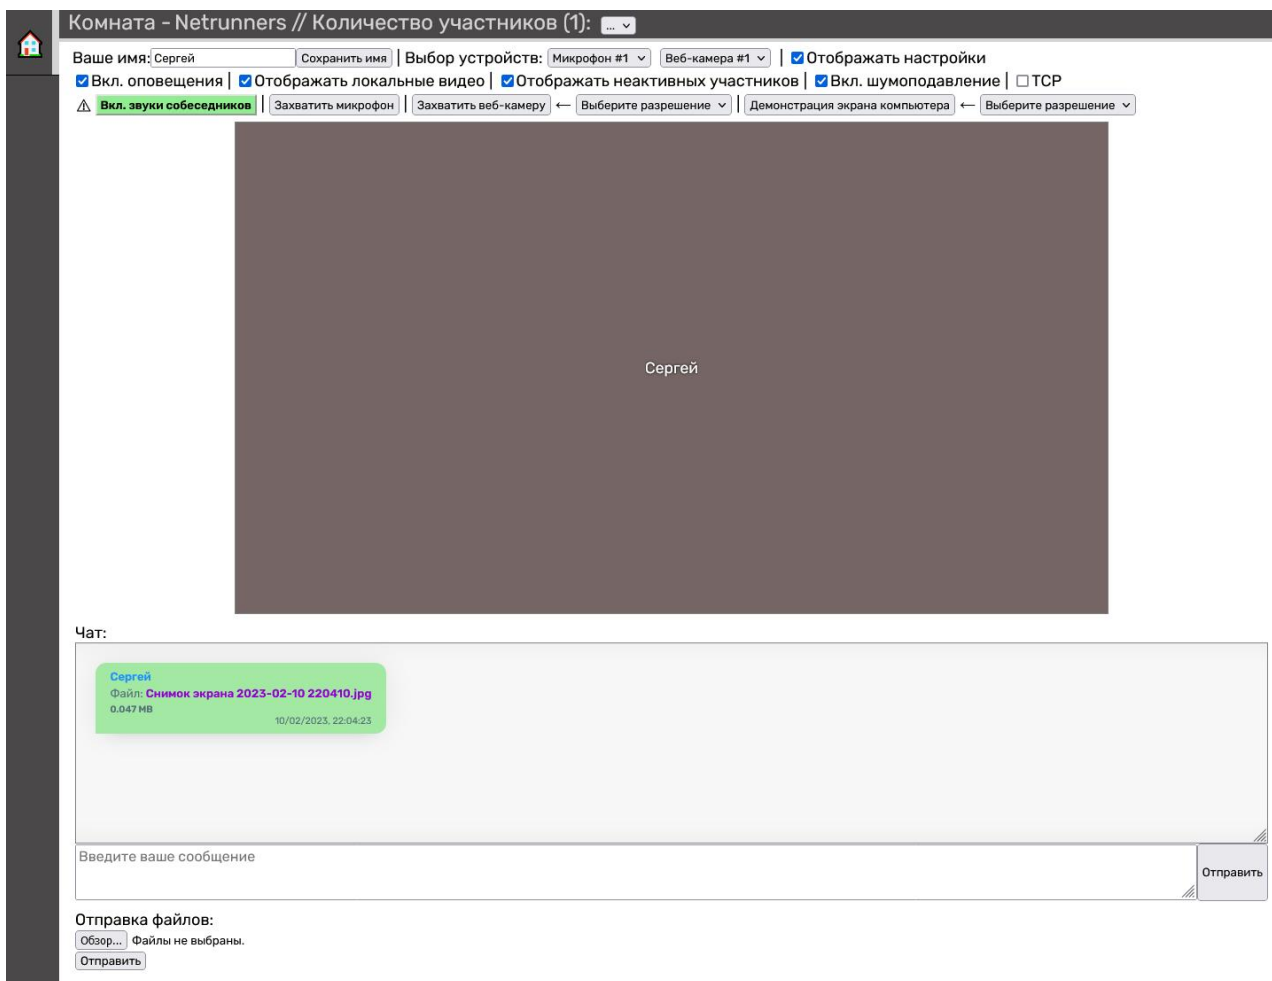 Комната - Netrunners // Количество участников (1): ...
Ваше имя: Сергей Сохранить имя | Выбор устройств: Микрофон #1 Веб-камера #1 | Отображать настройки
Вкл. оповещения | Отображать локальные видео | Отображать неактивных участников | Вкл. шумоподавление | TCP
⚠ Вкл. звуки собеседников | Захватить микрофон | Захватить веб-камеру ← Выберите разрешение | Демонстрация экрана компьютера ← Выберите разрешение
Сергей
Чат:
Сергей
Файл: Снимок экрана 2023-02-10 220410.jpg
0.047 MB
10/02/2023, 22:04:23
Введите ваше сообщение
Отправить
Отправка файлов:
Обзор... Файлы не выбраны.
Отправить